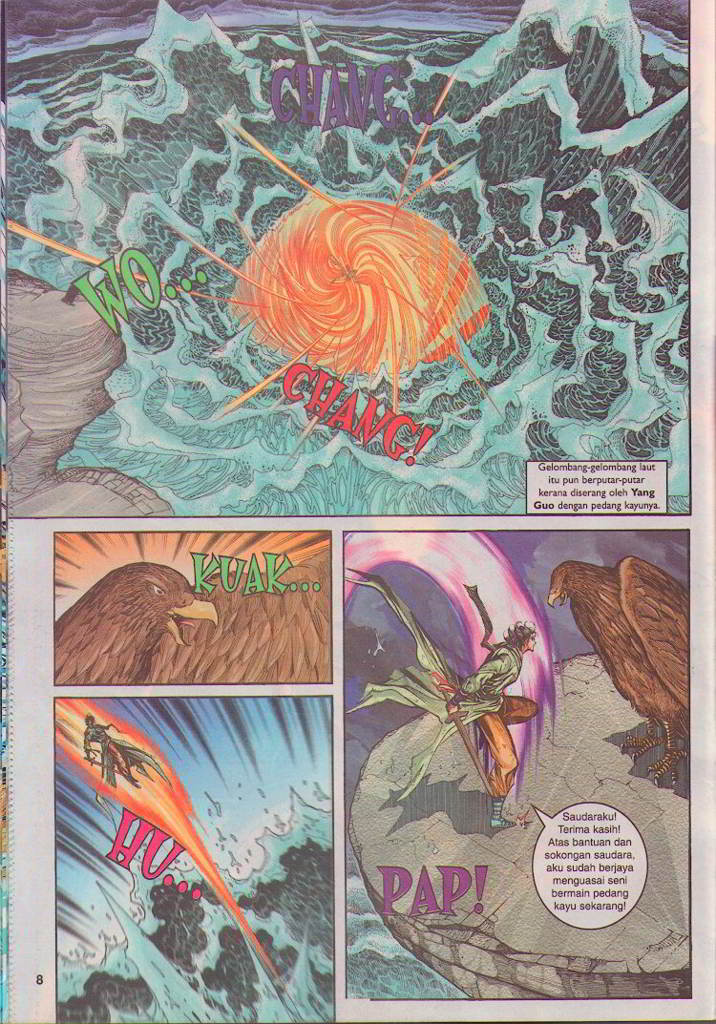 CHANG...
WO...
CHANG!
Gelombang-gelombang laut
itu pun berputar-putar
kerana diserang oleh Yang
Guo dengan pedang kayunya.
KUAK...
HU...
PAP!
Saudaraku!
Terima kasih!
Atas bantuan dan
sokongan saudara,
aku sudah berjaya
menguasai seni
bermain pedang
kayu sekarang!
8